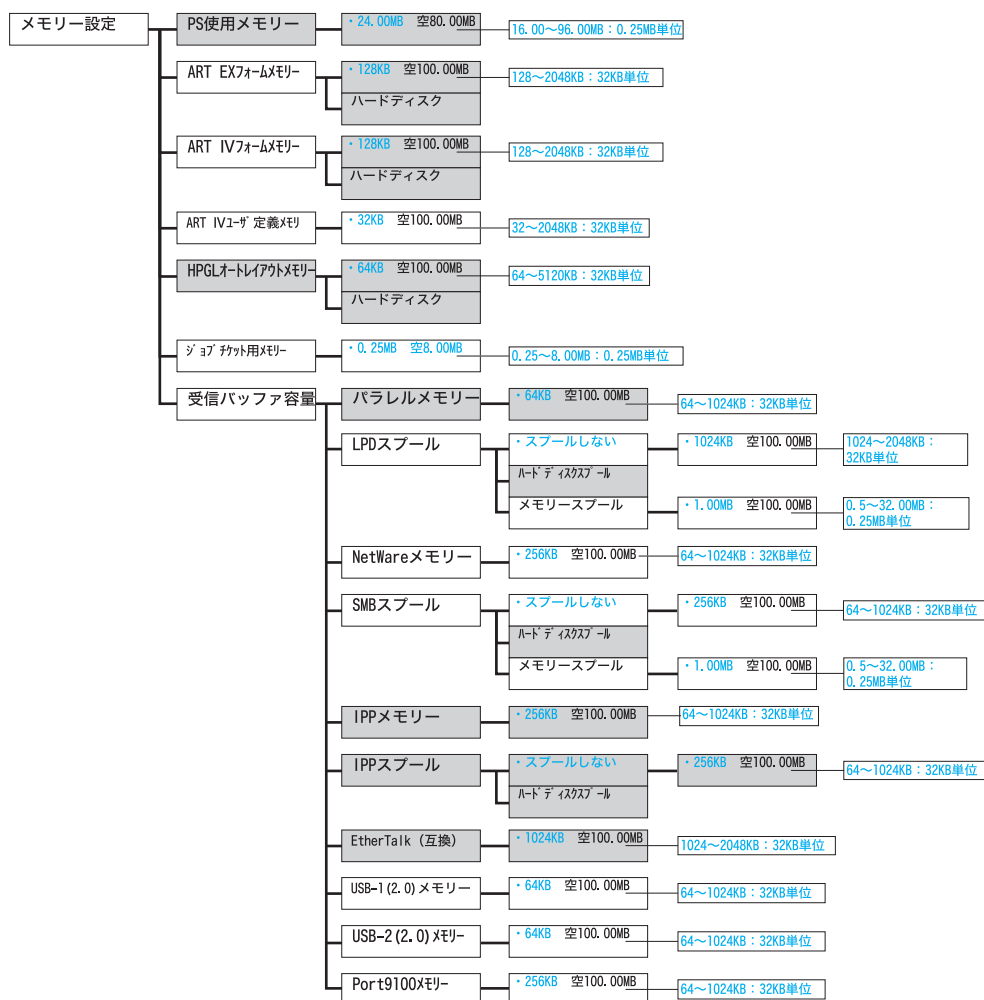 メモリー設定
PS使用メモリー
・24.00MB 空80.00MB
16.00～96.00MB：0.25MB単位
ART EXフォームメモリー
・128KB 空100.00MB
128～2048KB：32KB単位
ハードディスク
ART IVフォームメモリー
・128KB 空100.00MB
128～2048KB：32KB単位
ハードディスク
ART IVユーザ定義メモリ
・32KB 空100.00MB
32～2048KB：32KB単位
HPGLオートレイアウトメモリー
・64KB 空100.00MB
64～5120KB：32KB単位
ハードディスク
ジョブチケット用メモリー
・0.25MB 空8.00MB
0.25～8.00MB：0.25MB単位
受信バッファ容量
パラレルメモリー
・64KB 空100.00MB
64～1024KB：32KB単位
LPDスプール
・スプールしない
・1024KB 空100.00MB
1024～2048KB：
32KB単位
ハードディスクスプール
メモリースプール
・1.00MB 空100.00MB
0.5～32.00MB：
0.25MB単位
NetWareメモリー
・256KB 空100.00MB
64～1024KB：32KB単位
SMBスプール
・スプールしない
・256KB 空100.00MB
64～1024KB：32KB単位
ハードディスクスプール
メモリースプール
・1.00MB 空100.00MB
0.5～32.00MB：
0.25MB単位
IPPメモリー
・256KB 空100.00MB
64～1024KB：32KB単位
IPPスプール
・スプールしない
・256KB 空100.00MB
64～1024KB：32KB単位
ハードディスクスプール
EtherTalk（互換）
・1024KB 空100.00MB
1024～2048KB：32KB単位
USB-1(2.0)メモリー
・64KB 空100.00MB
64～1024KB：32KB単位
USB-2(2.0)メモリー
・64KB 空100.00MB
64～1024KB：32KB単位
Port9100メモリー
・256KB 空100.00MB
64～1024KB：32KB単位